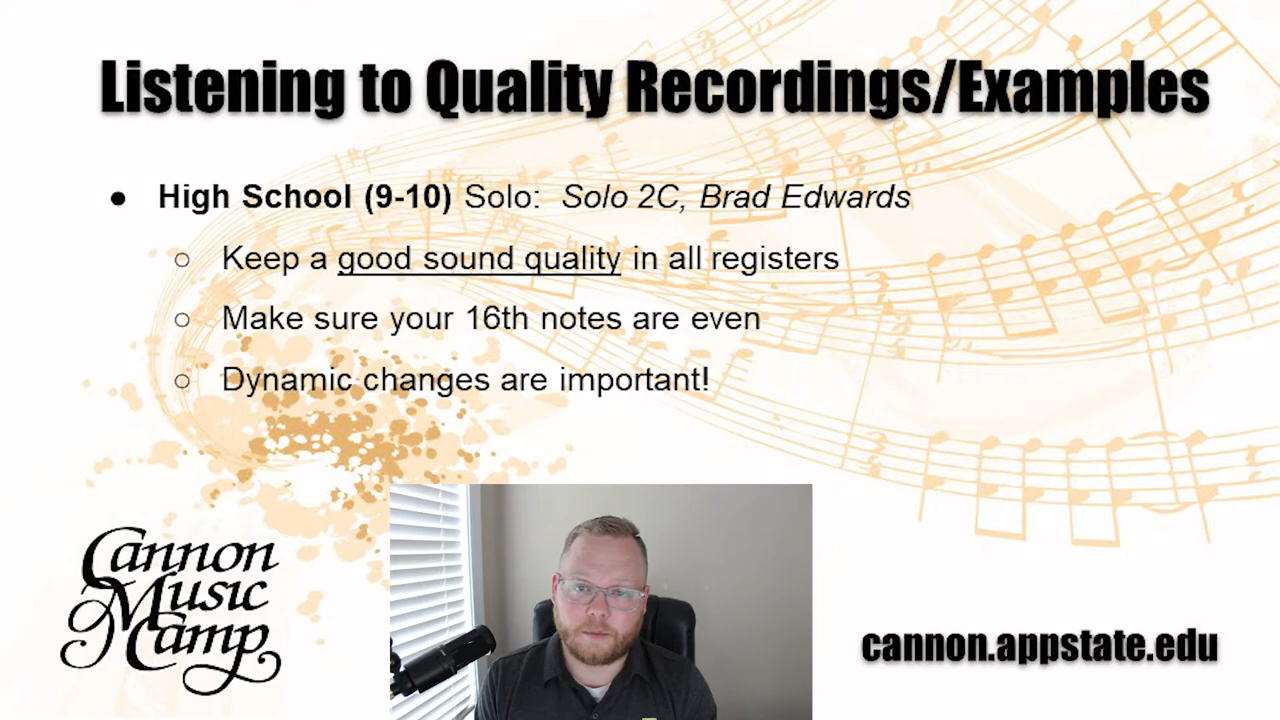 Listening to Quality Recordings/Examples
● High School (9-10) Solo: Solo 2C, Brad Edwards
○ Keep a good sound quality in all registers
○ Make sure your 16th notes are even
○ Dynamic changes are important!
Cannon
Music
Camp
cannon.appstate.edu